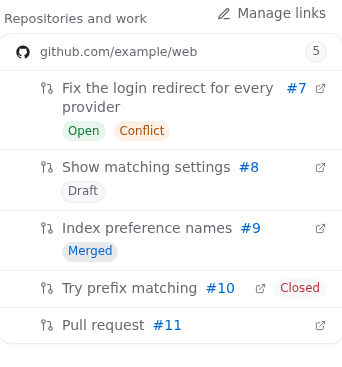 Repositories and work
Manage links
github.com/example/web 5
Fix the login redirect for every provider #7
Open Conflict
Show matching settings #8
Draft
Index preference names #9
Merged
Try prefix matching #10 Closed
Pull request #11